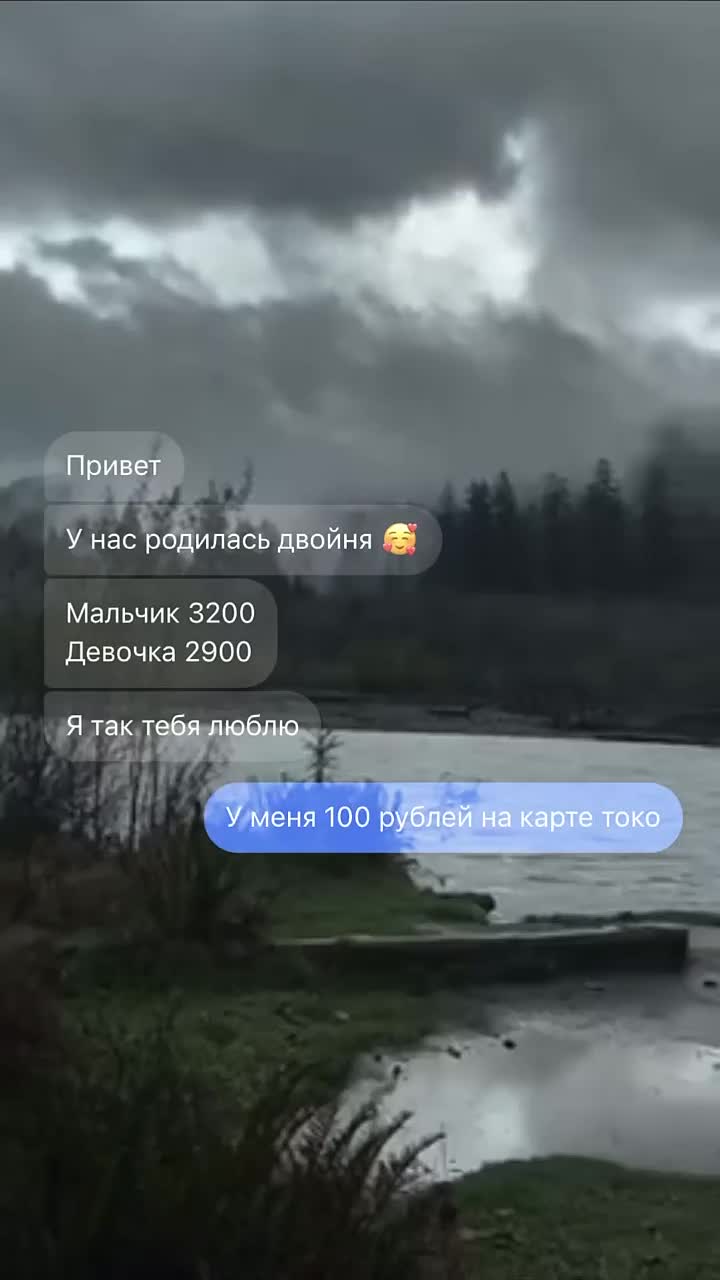 Привет
У нас родилась двойня 🥰
Мальчик 3200
Девочка 2900
Я так тебя люблю
У меня 100 рублей на карте токо